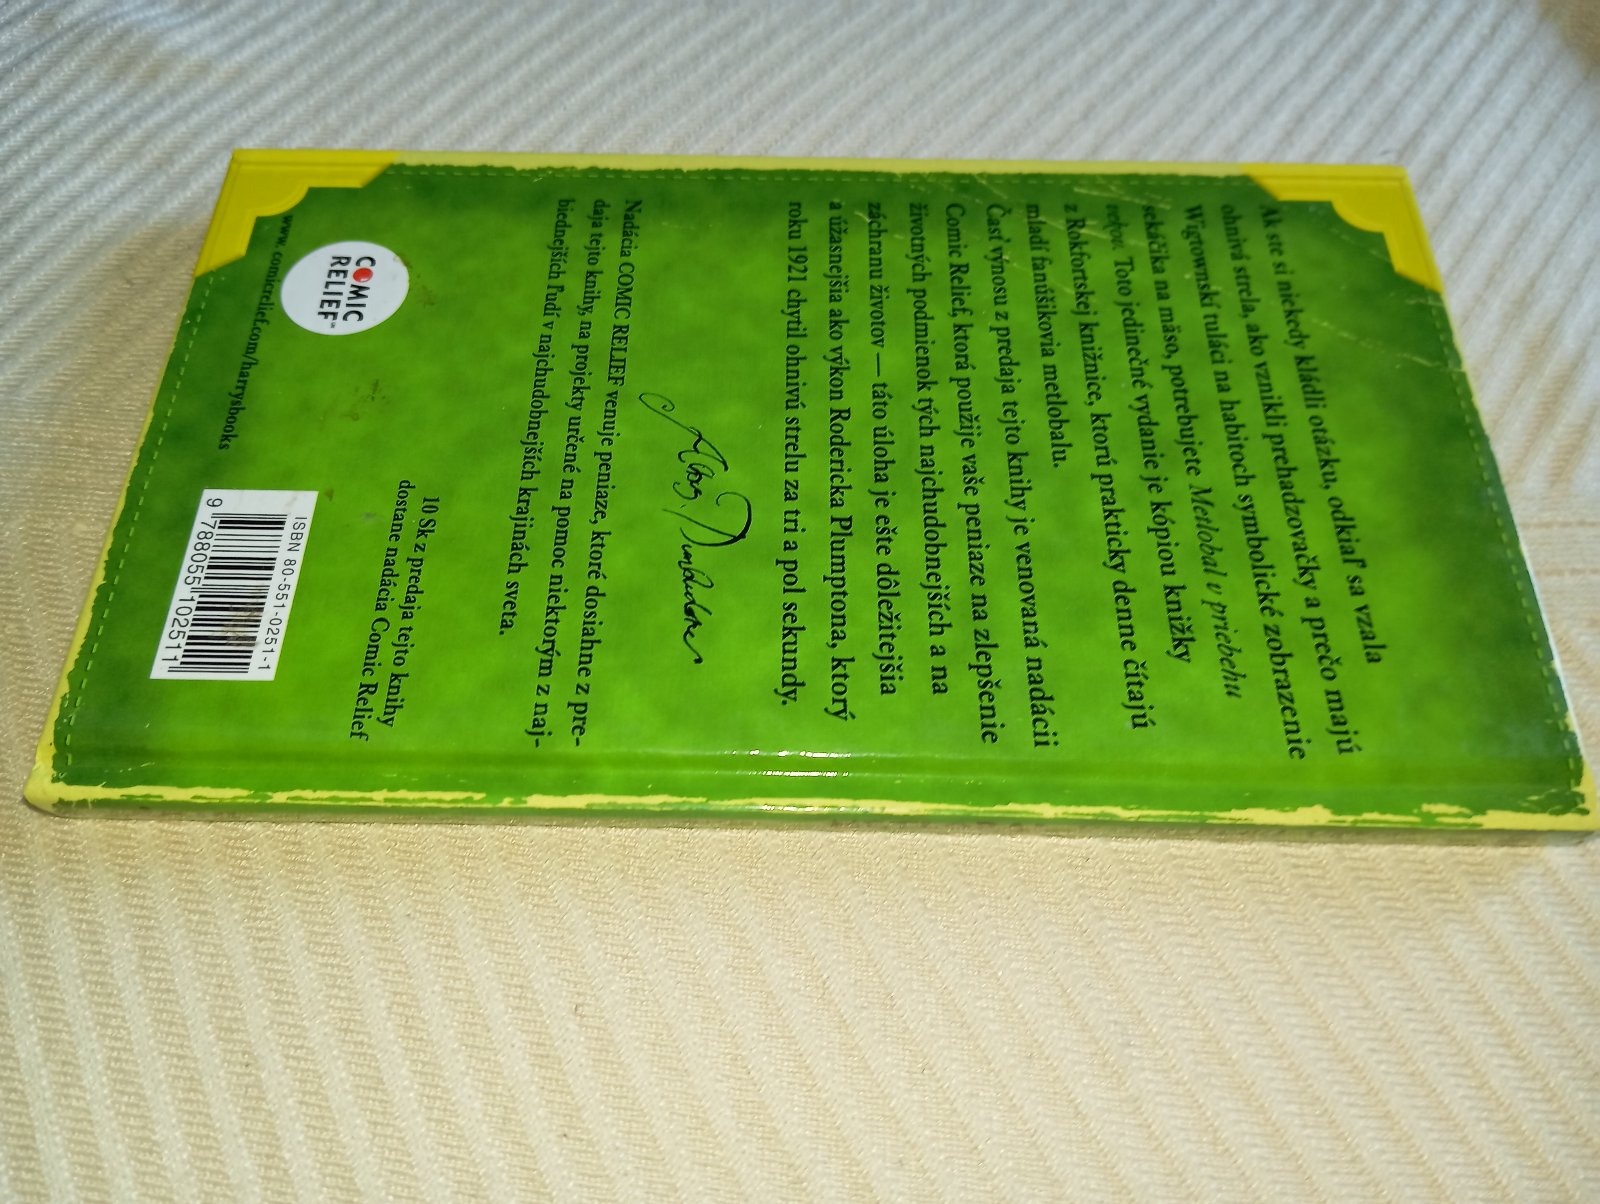 Ak ste si niekedy kládli otázku, odkiaľ sa vzala
ohnivá strela, ako vznikli prehadzovačky a prečo majú
Wigtownskí tuláci na habitoch symbolické zobrazenie
sekáčika na mäso, potrebujete Metlobal v priebehu
vekov. Toto jedinečné vydanie je kópiou knižky
z Rokfortskej knižnice, ktorú prakticky denne čítajú
mladí fanúšikovia metlobalu.
Časť výnosu z predaja tejto knihy je venovaná nadácii
Comic Relief, ktorá použije vaše peniaze na zlepšenie
životných podmienok tých najchudobnejších a na
záchranu životov — táto úloha je ešte dôležitejšia
a úžasnejšia ako výkon Rodericka Plumptona, ktorý
roku 1921 chytil ohnivú strelu za tri a pol sekundy.
Albus Dumbledore
Nadácia COMIC RELIEF venuje peniaze, ktoré dosiahne z pre-
daja tejto knihy, na projekty určené na pomoc niektorým z naj-
biednejších ľudí v najchudobnejších krajinách sveta.
10 Sk z predaja tejto knihy
dostane nadácia Comic Relief
COMIC
RELIEF
www.comicrelief.com/harrysbooks
ISBN 80-551-0251-1
9 788055 102511